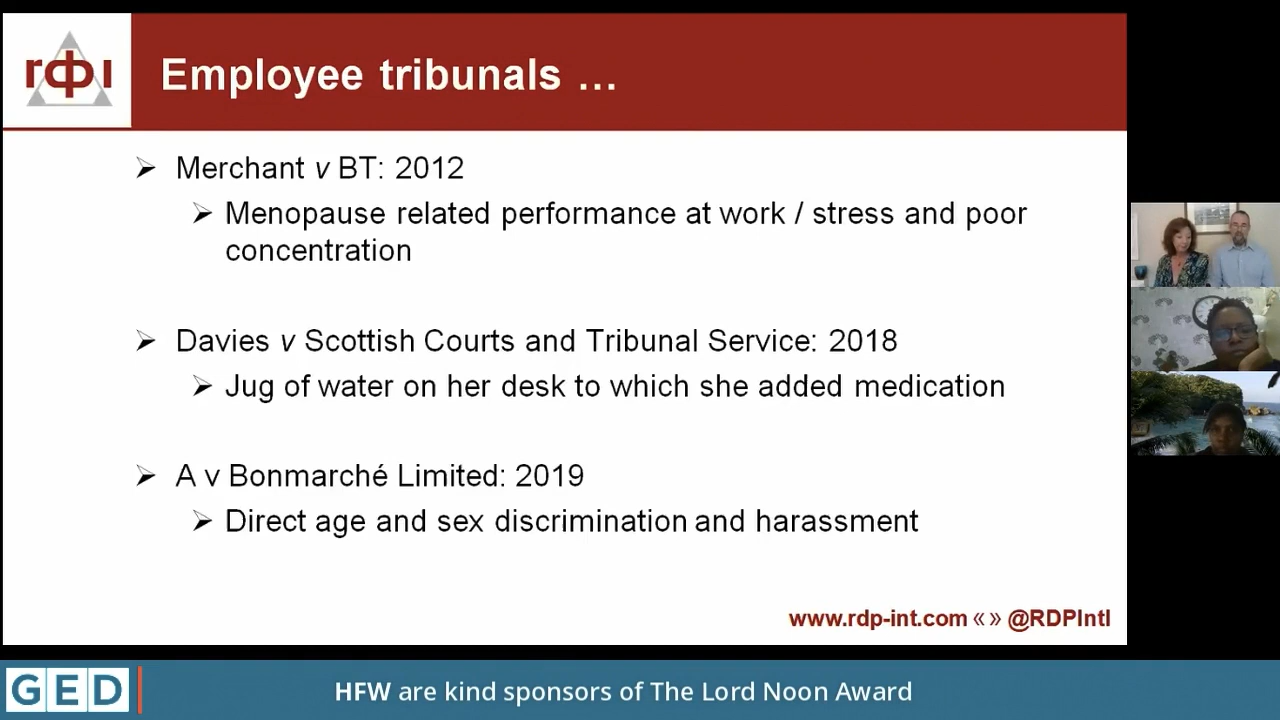 rφι
Employee tribunals …
Merchant v BT: 2012
Menopause related performance at work / stress and poor
concentration
Davies v Scottish Courts and Tribunal Service: 2018
Jug of water on her desk to which she added medication
A v Bonmarché Limited: 2019
Direct age and sex discrimination and harassment
www.rdp-int.com «» @RDPIntl
GED
HFW are kind sponsors of The Lord Noon Award